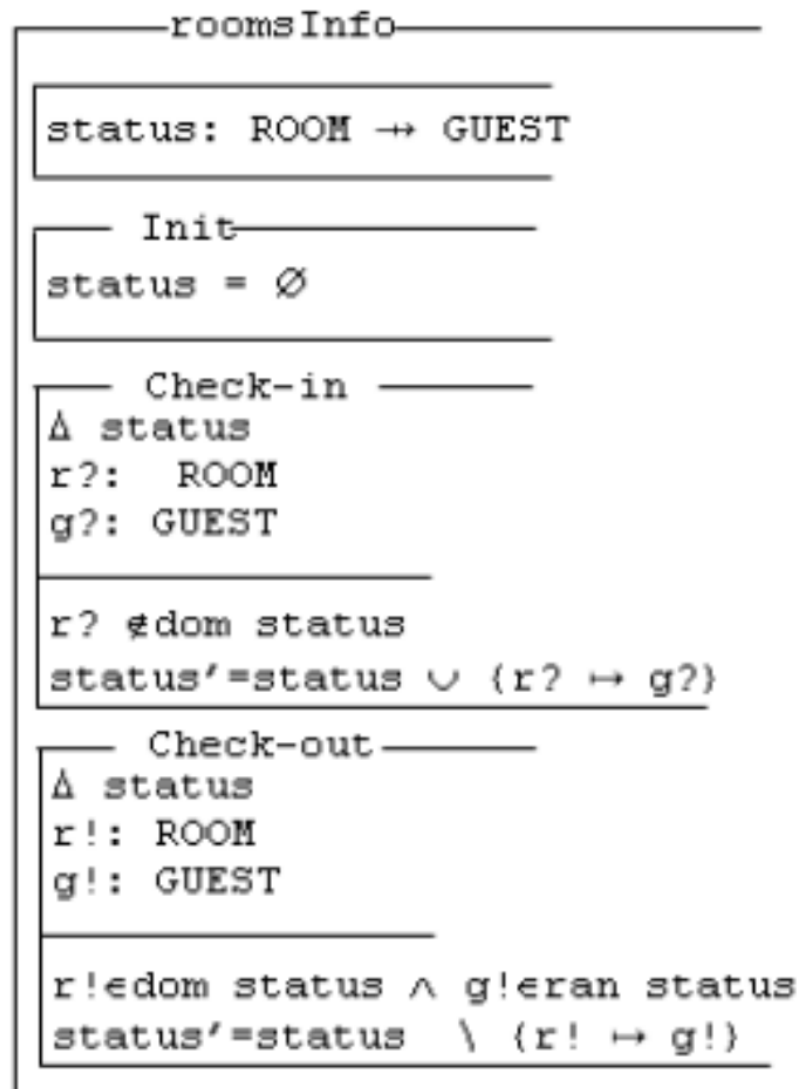 roomsInfo
status: ROOM ⇸ GUEST
Init
status = ∅
Check-in
Δ status
r?: ROOM
g?: GUEST
r? ∉dom status
status′=status ∪ {r? ↦ g?}
Check-out
Δ status
r!: ROOM
g!: GUEST
r!∈dom status ∧ g!∈ran status
status′=status \ {r! ↦ g!}